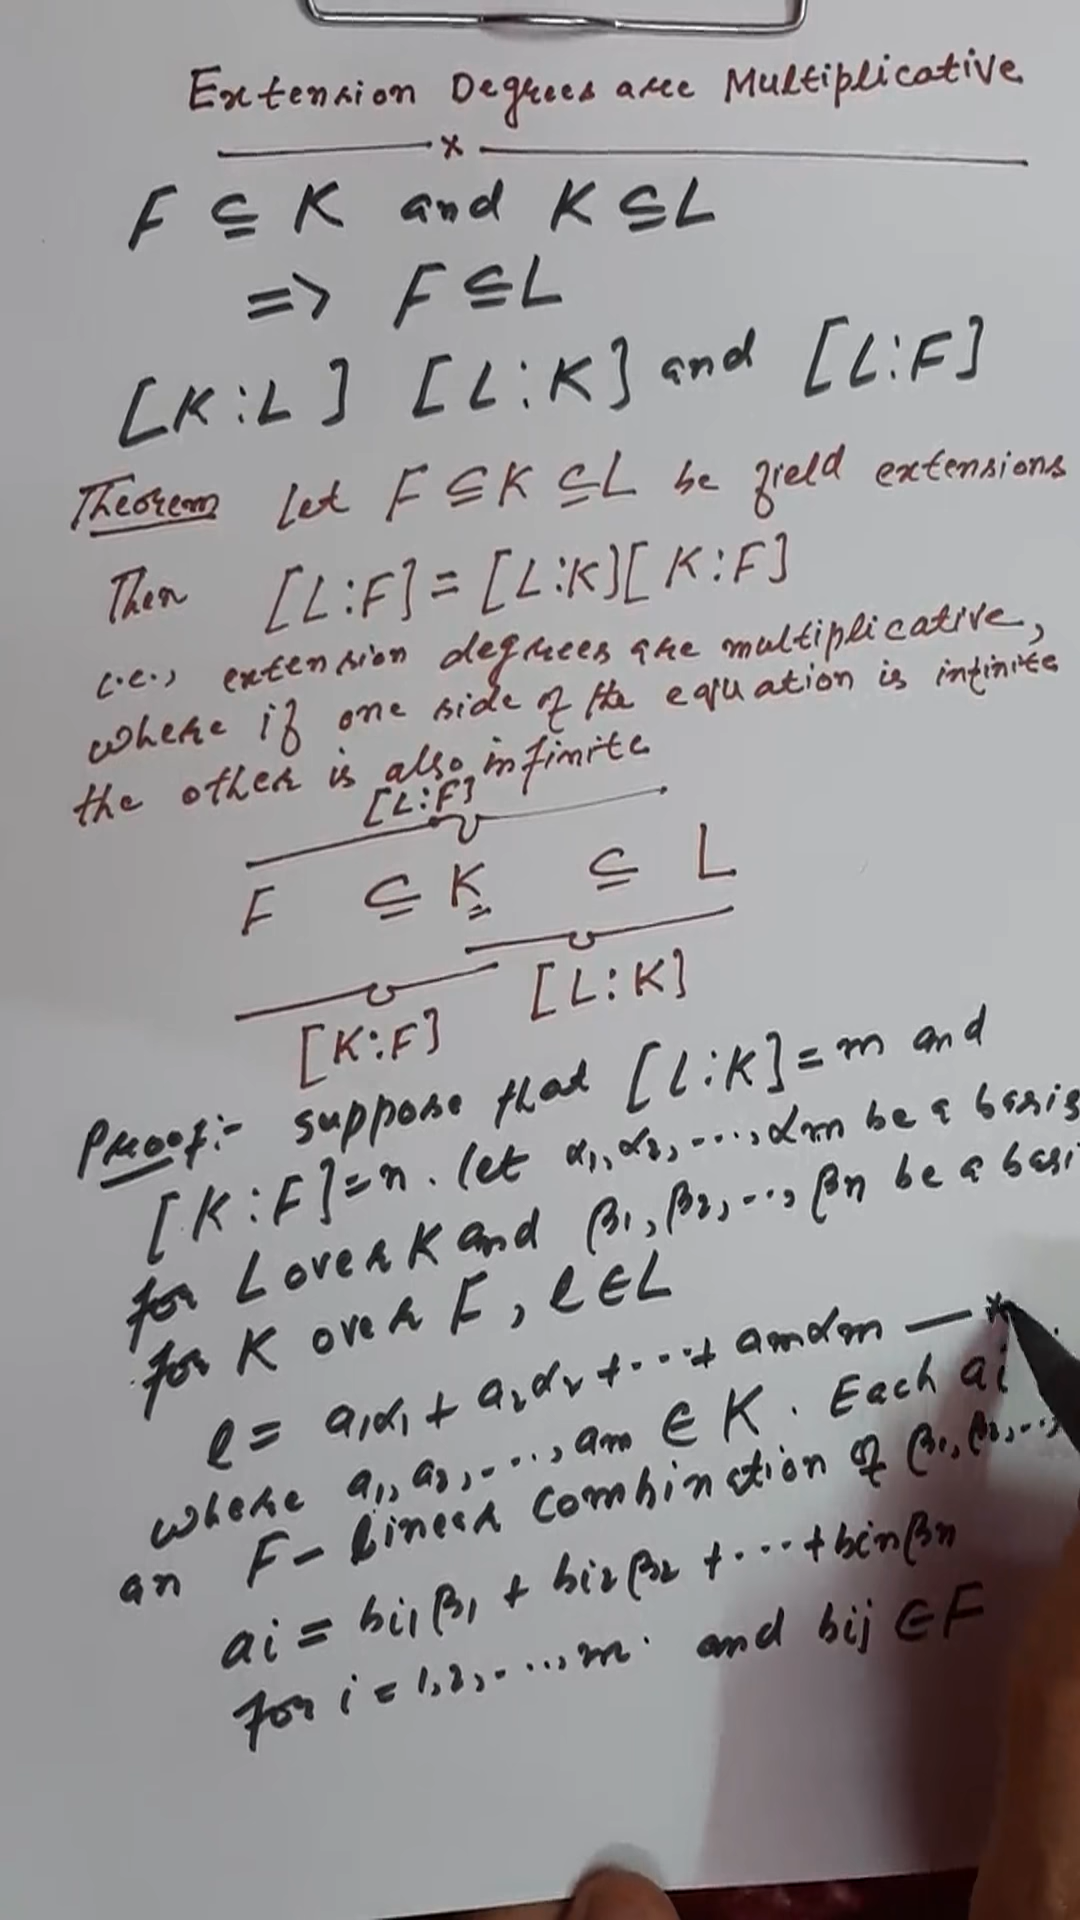 Extension Degrees are Multiplicative
x
F ⊆ K and K ⊆ L
=> F ⊆ L
[K:L] [L:K] and [L:F]
Theorem Let F ⊆ K ⊆ L be field extensions
Then [L:F] = [L:K][K:F]
i.e., extension degrees are multiplicative,
where if one side of the equation is infinite
the other is also infinite
[L:F]
F ⊆ K ⊆ L
[L:K]
[K:F]
Proof:- suppose that [L:K] = m and
[K:F] = n. Let α1, α2, ..., αm be a basis
for L over K and β1, β2, ..., βn be a basi
for K over F, l ∈ L
l = a1α1 + a2α2 + ... + amαm — *
where a1, a2, ..., am ∈ K. Each ai
an F-linear combination of β1, β2, ...
ai = bi1β1 + bi2β2 + ... + binβn
for i = 1, 2, ..., m. and bij ∈ F